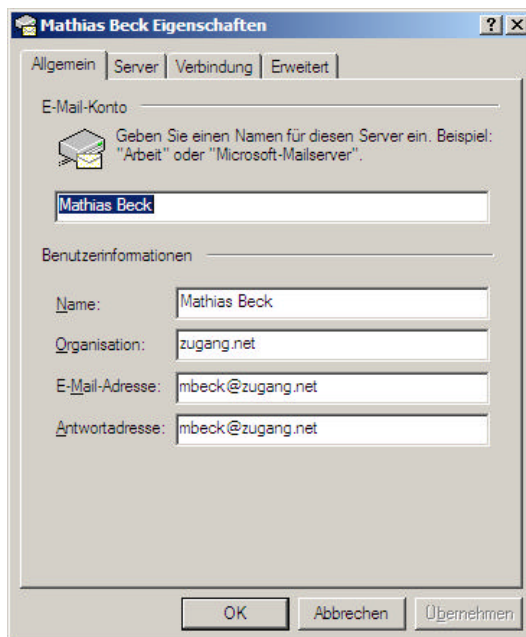 Mathias Beck Eigenschaften
Allgemein Server Verbindung Erweitert
E-Mail-Konto
Geben Sie einen Namen für diesen Server ein. Beispiel:
"Arbeit" oder "Microsoft-Mailserver".
Mathias Beck
Benutzerinformationen
Name: Mathias Beck
Organisation: zugang.net
E-Mail-Adresse: mbeck@zugang.net
Antwortadresse: mbeck@zugang.net
OK Abbrechen Übernehmen